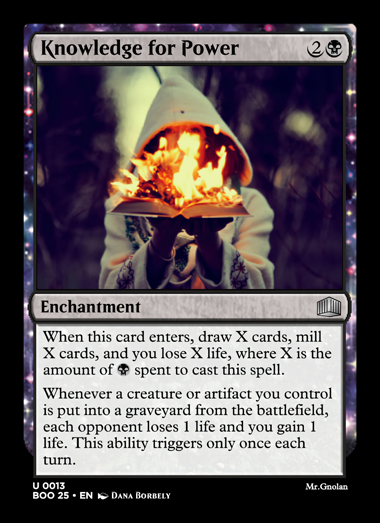 Knowledge for Power 2
Enchantment
When this card enters, draw X cards, mill
X cards, and you lose X life, where X is the
amount of spent to cast this spell.
Whenever a creature or artifact you control
is put into a graveyard from the battlefield,
each opponent loses 1 life and you gain 1
life. This ability triggers only once each
turn.
U 0013
Mr.Gnolan
BOO 25 • EN Dana Borbely